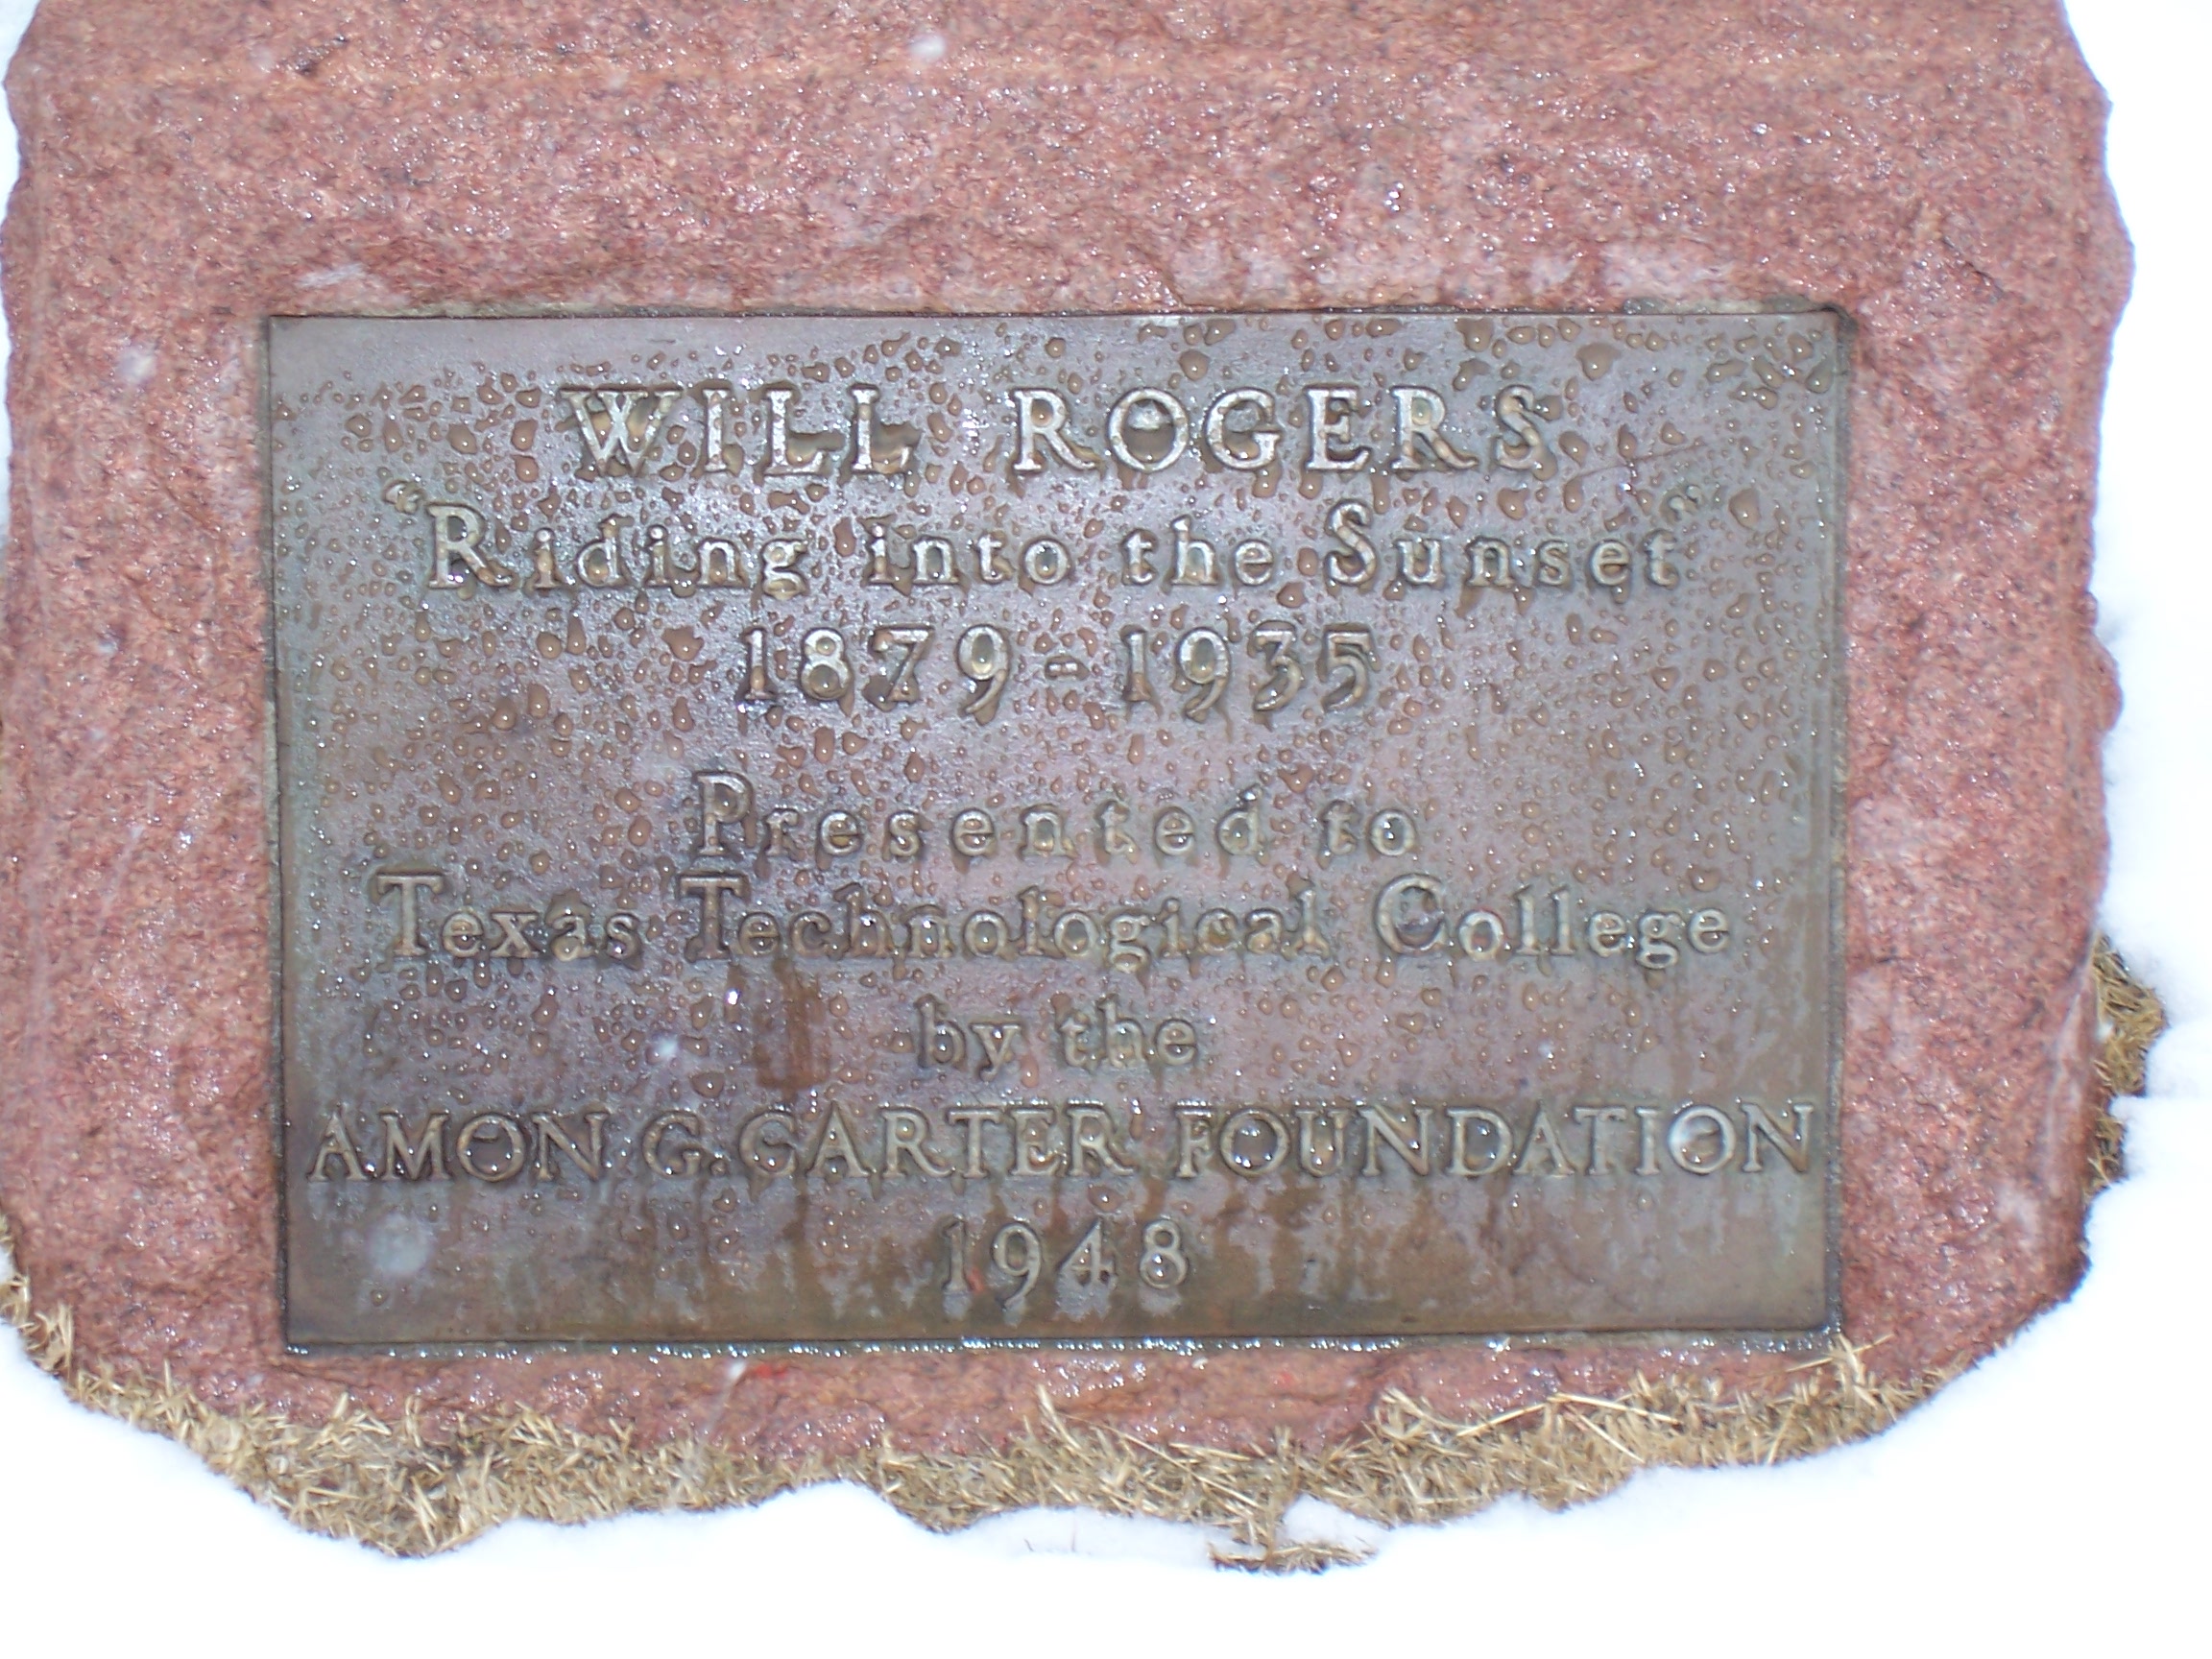 WILL ROGERS
"Riding into the Sunset"
1879-1935
Presented to
Texas Technological College
by the
AMON G. CARTER FOUNDATION
1948